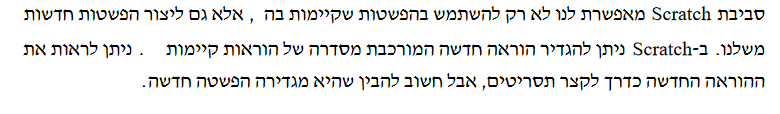 סביבת Scratch מאפשרת לנו לא רק להשתמש בהפשטות שקיימות בה , אלא גם ליצור הפשטות חדשות
משלנו. ב-Scratch ניתן להגדיר הוראה חדשה המורכבת מסדרה של הוראות קיימות . ניתן לראות את
ההוראה החדשה כדרך לקצר תסריטים, אבל חשוב להבין שהיא מגדירה הפשטה חדשה.